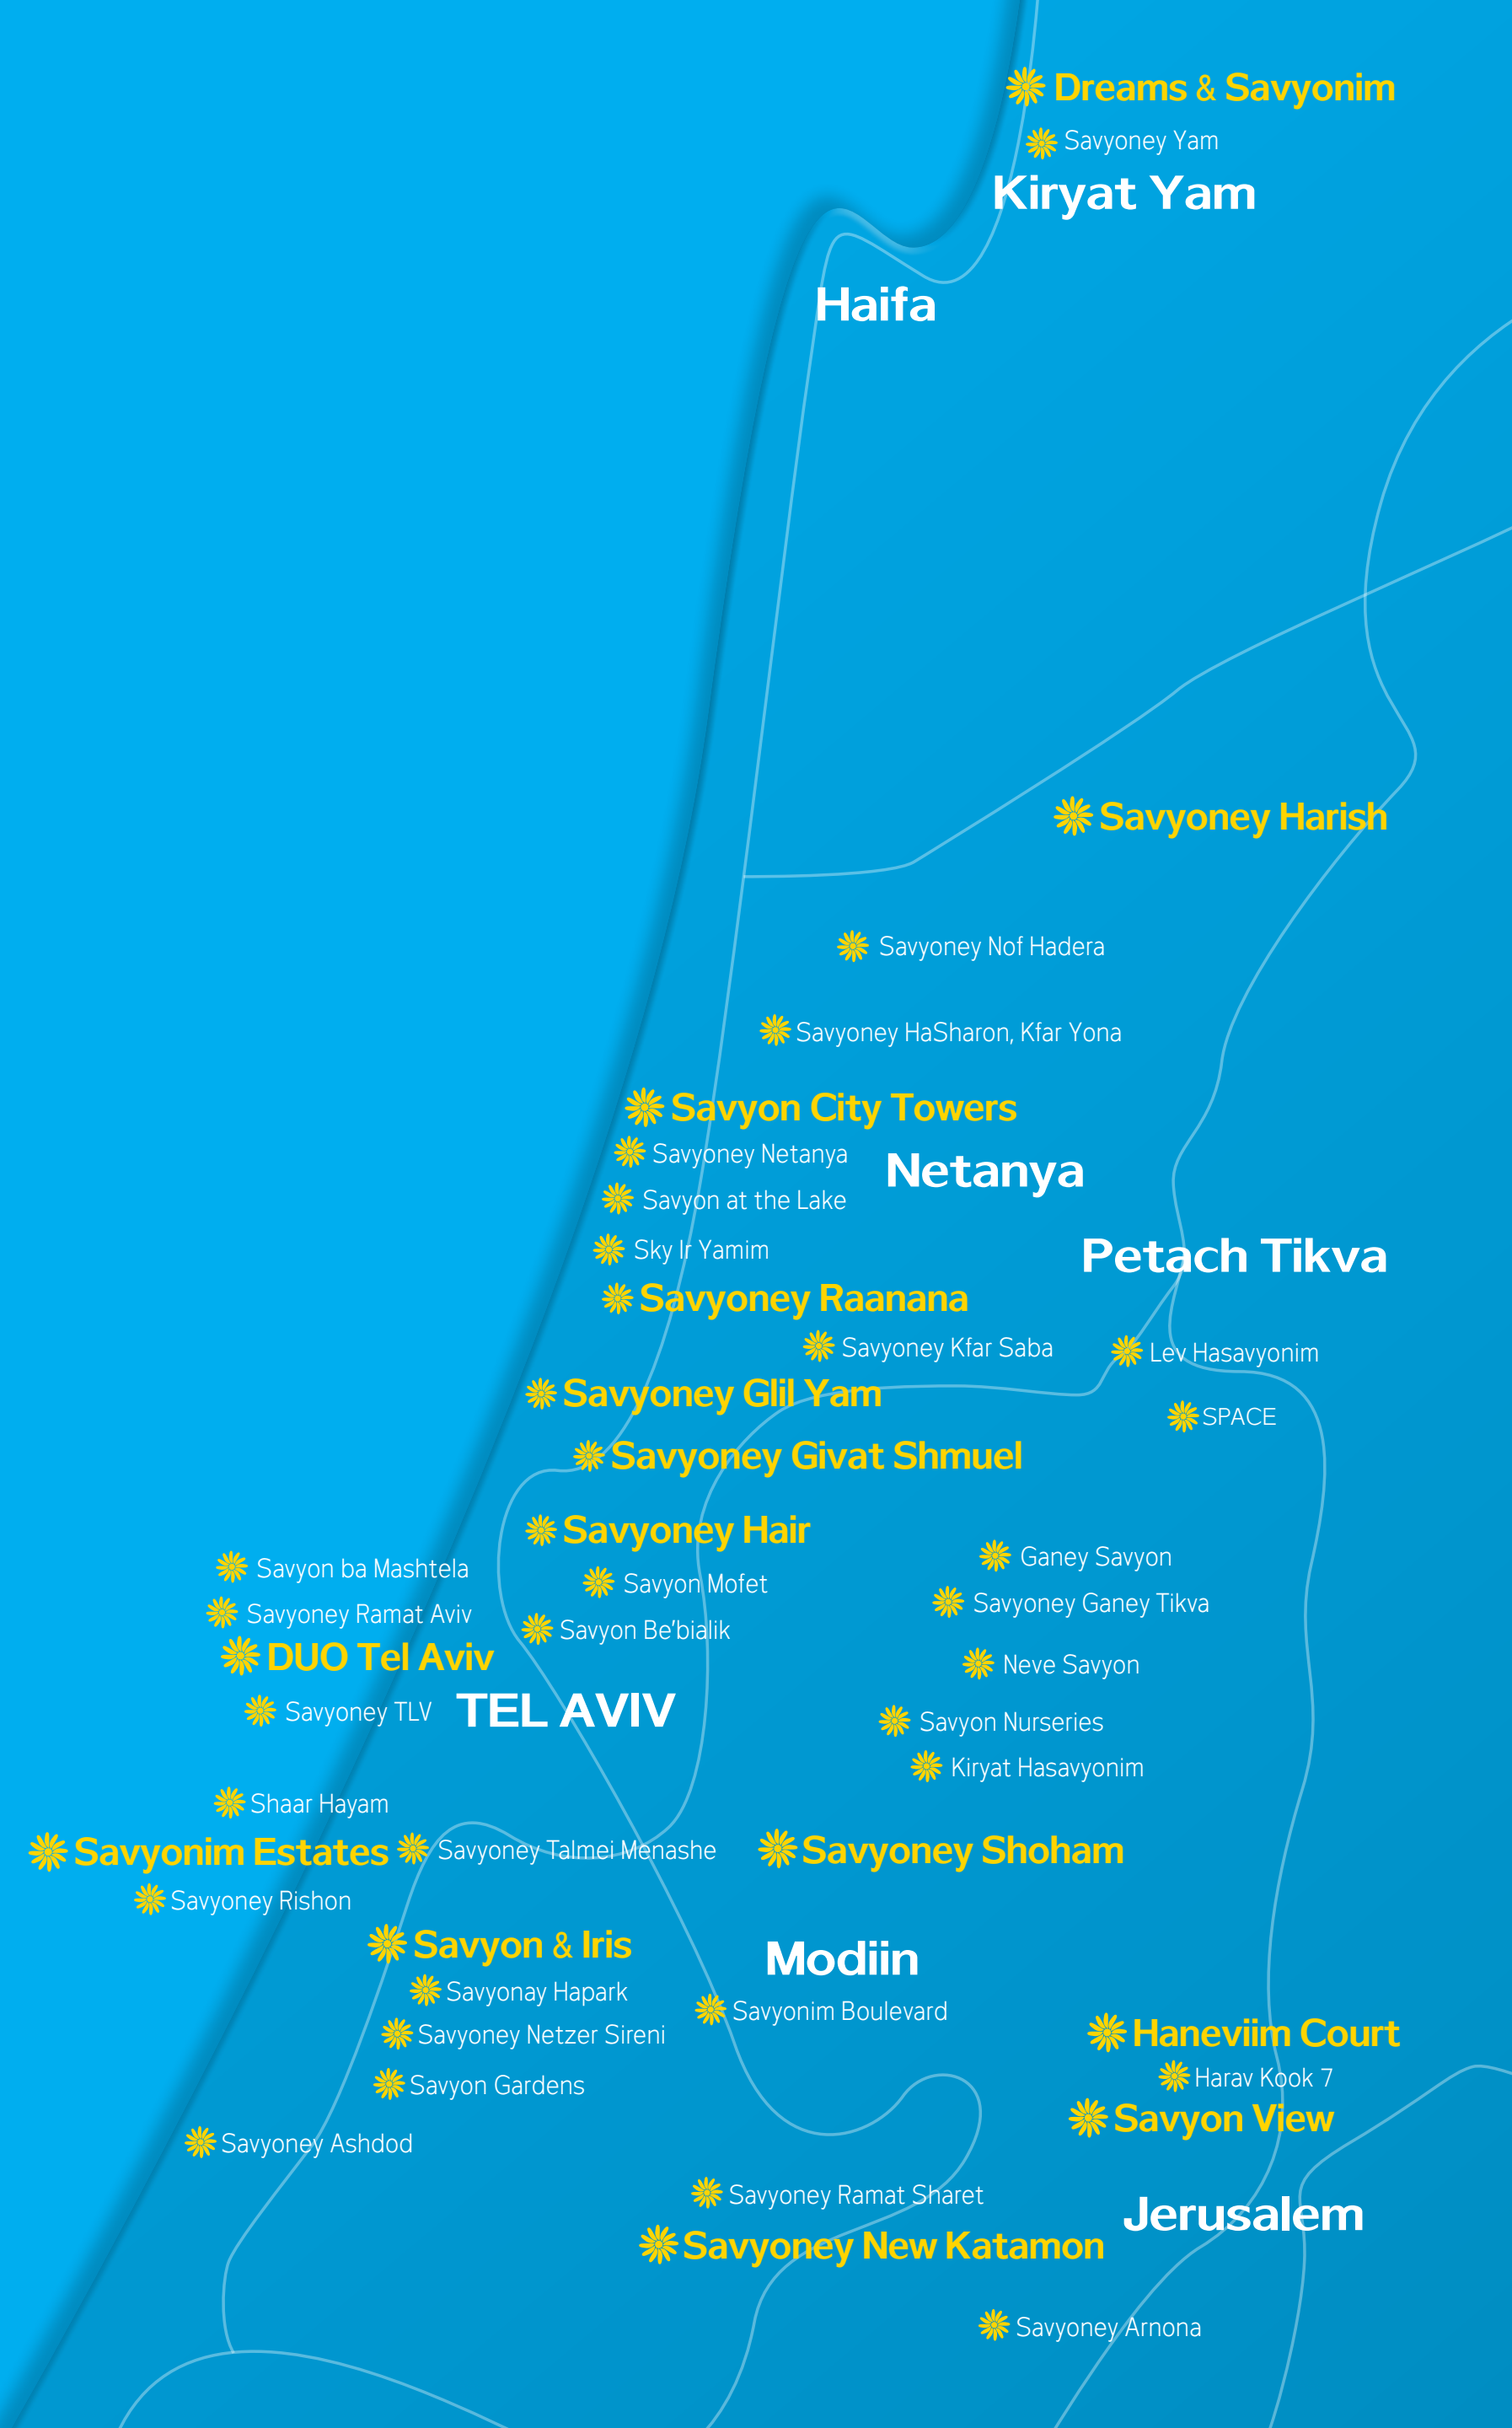 Dreams & Savyonim
Savyoney Yam
Kiryat Yam
Haifa
Savyoney Harish
Savyoney Nof Hadera
Savyoney HaSharon, Kfar Yona
Savyon City Towers
Savyoney Netanya
Netanya
Savyon at the Lake
Sky Ir Yamim
Petach Tikva
Savyoney Raanana
Savyoney Kfar Saba
Lev Hasavyonim
Savyoney Glil Yam
SPACE
Savyoney Givat Shmuel
Savyoney Hair
Ganey Savyon
Savyon ba Mashtela
Savyon Mofet
Savyoney Ganey Tikva
Savyoney Ramat Aviv
Savyon Be'bialik
DUO Tel Aviv
Neve Savyon
Savyoney TLV
TEL AVIV
Savyon Nurseries
Kiryat Hasavyonim
Shaar Hayam
Savyonim Estates
Savyoney Talmei Menashe
Savyoney Shoham
Savyoney Rishon
Savyon & Iris
Modiin
Savyonay Hapark
Savyonim Boulevard
Savyoney Netzer Sireni
Haneviim Court
Savyon Gardens
Harav Kook 7
Savyon View
Savyoney Ashdod
Savyoney Ramat Sharet
Jerusalem
Savyoney New Katamon
Savyoney Arnona